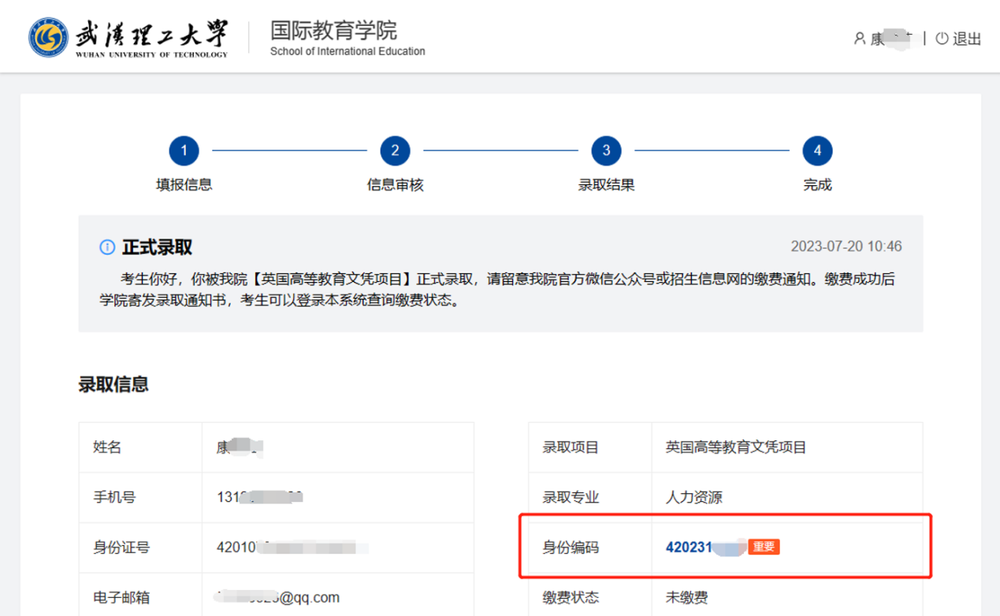 武汉理工大学
WUHAN UNIVERSITY OF TECHNOLOGY
国际教育学院
School of International Education
康 | 退出
1 2 3 4
填报信息 信息审核 录取结果 完成
正式录取 2023-07-20 10:46
考生你好，你被我院【英国高等教育文凭项目】正式录取，请留意我院官方微信公众号或招生信息网的缴费通知。缴费成功后
学院寄发录取通知书，考生可以登录本系统查询缴费状态。
录取信息
姓名 康 录取项目 英国高等教育文凭项目
手机号 131 录取专业 人力资源
身份证号 4201 身份编码 420231 重要
电子邮箱 @qq.com 缴费状态 未缴费